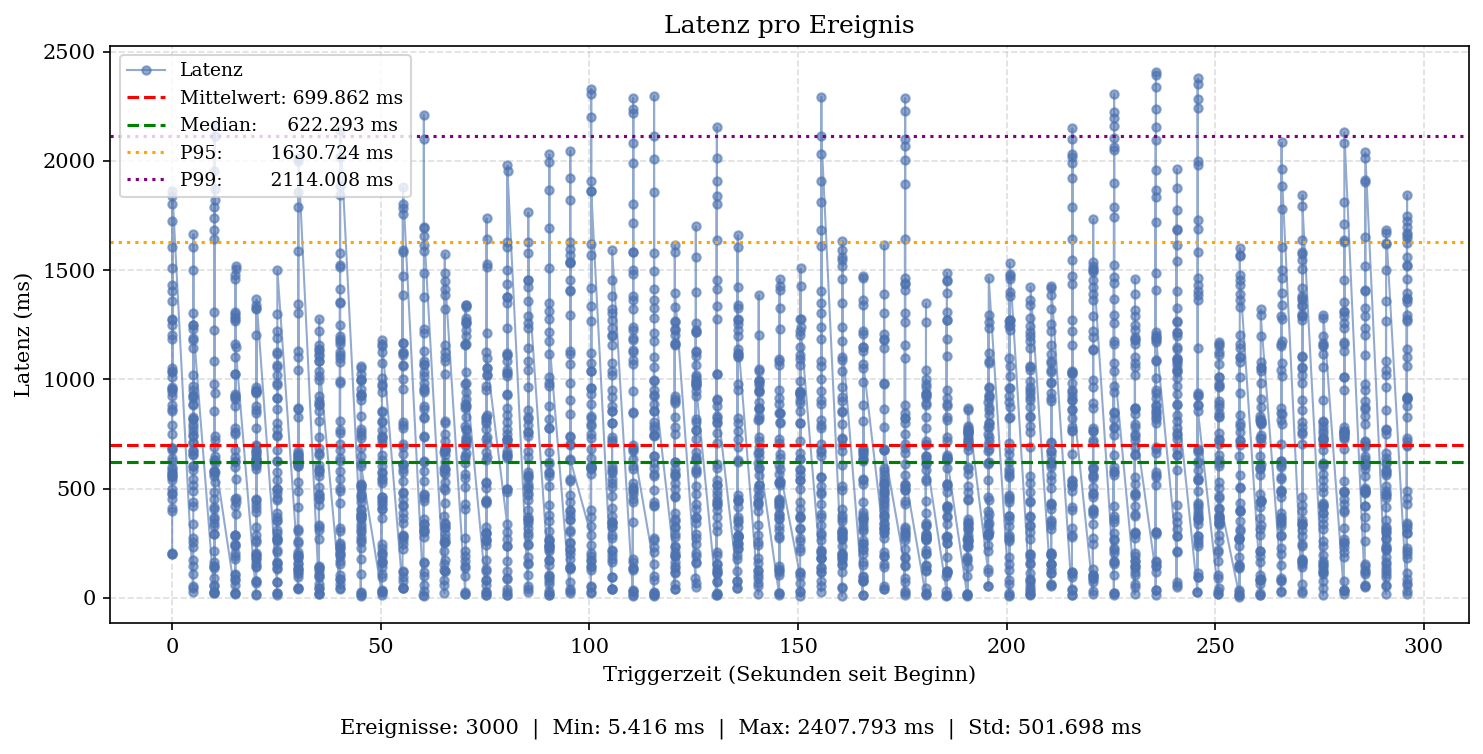 Latenz pro Ereignis
2500
2000
1500
1000
500
0
Latenz (ms)
Latenz
Mittelwert: 699.862 ms
Median: 622.293 ms
P95: 1630.724 ms
P99: 2114.008 ms
0 50 100 150 200 250 300
Triggerzeit (Sekunden seit Beginn)
Ereignisse: 3000 | Min: 5.416 ms | Max: 2407.793 ms | Std: 501.698 ms